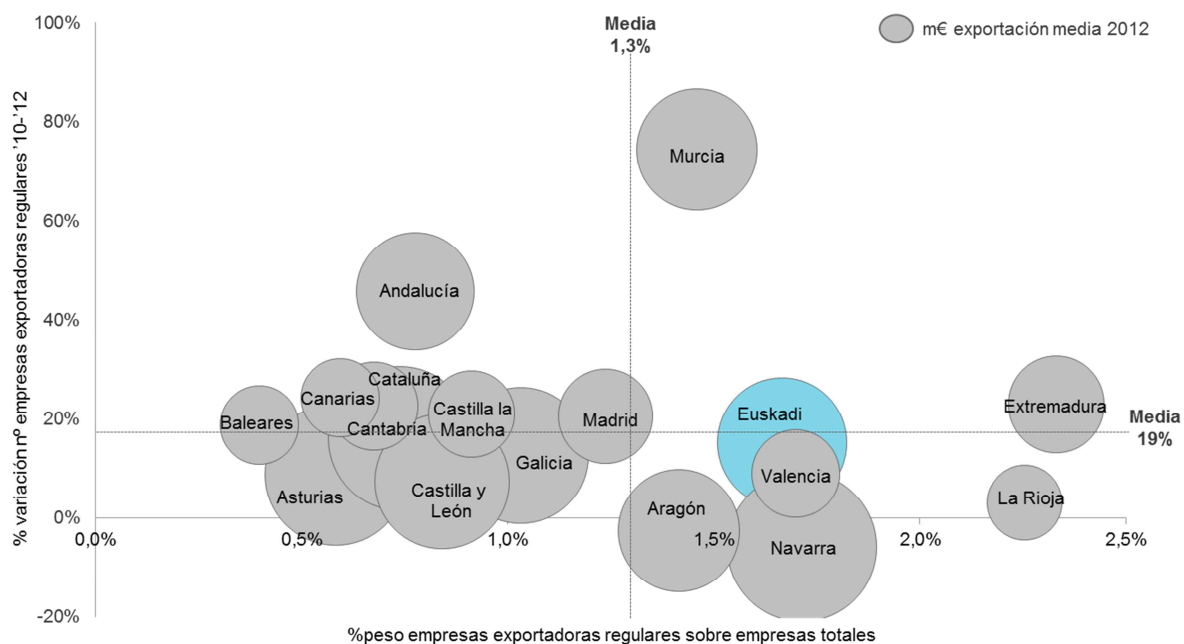 100%
Media
1,3%
m€ exportación media 2012
80%
Murcia
60%
Andalucía
40%
Canarias
Cataluña
Baleares
Cantabría
Castilla la
Mancha
Madrid
Euskadi
Extremadura
Media
19%
20%
Asturias
Castilla y
León
Galicia
Aragón
Valencia
La Rioja
Navarra
0%
0,0%
0,5%
1,0%
1,5%
2,0%
2,5%
-20%
% variación nº empresas exportadoras regulares '10-'12
%peso empresas exportadoras regulares sobre empresas totales